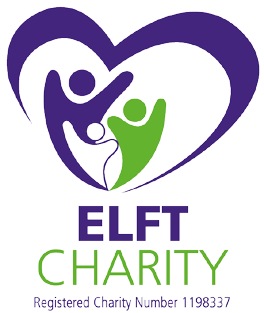 ELFT
CHARITY
Registered Charity Number 1198337